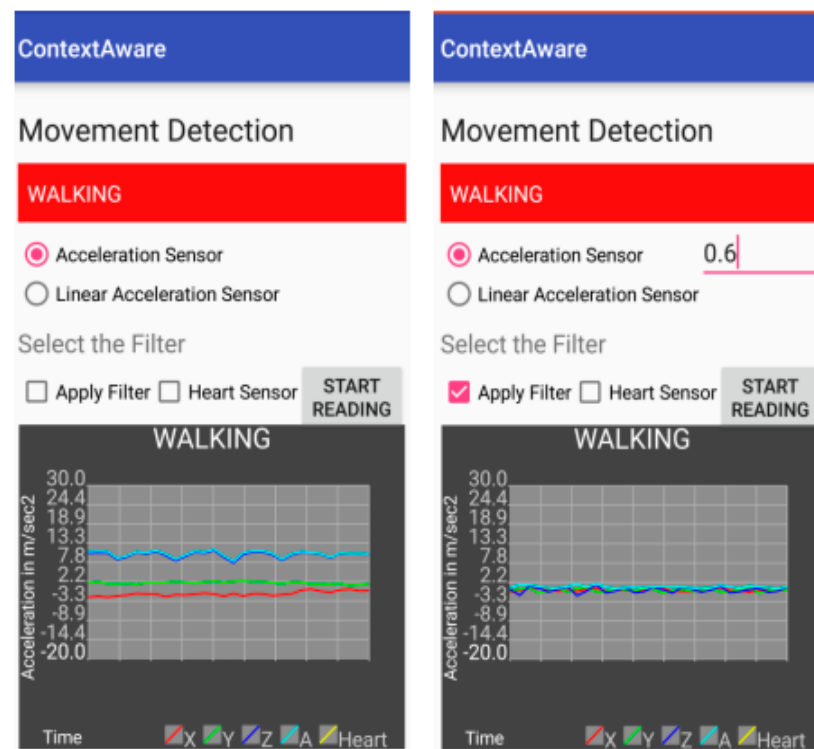 ContextAware
Movement Detection
WALKING
Acceleration Sensor
Linear Acceleration Sensor
Select the Filter
Apply Filter Heart Sensor START READING
WALKING
Acceleration in m/sec2
30.0
24.4
18.9
13.3
7.8
2.2
-3.3
-8.9
-14.4
-20.0
Time X Y Z A Heart
ContextAware
Movement Detection
WALKING
Acceleration Sensor 0.6
Linear Acceleration Sensor
Select the Filter
Apply Filter Heart Sensor START READING
WALKING
Acceleration in m/sec2
30.0
24.4
18.9
13.3
7.8
2.2
-3.3
-8.9
-14.4
-20.0
Time X Y Z A Heart